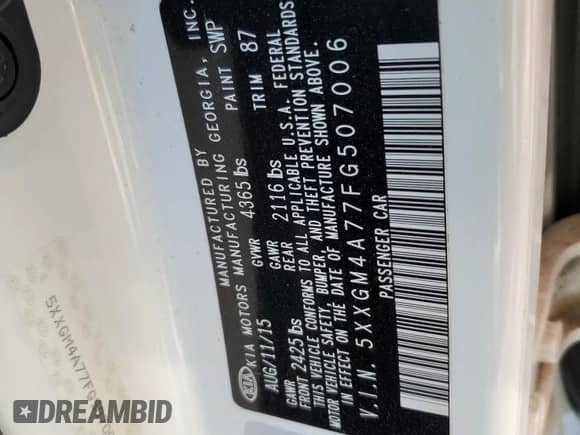 MANUFACTURED BY
KIA KIA MOTORS MANUFACTURING GEORGIA, INC.
AUG/11/15 PAINT SWP
GVWR 4365 lbs TRIM 87
GAWR GAWR
FRONT 2425 lbs REAR 2116 lbs
THIS VEHICLE CONFORMS TO ALL APPLICABLE U.S.A. FEDERAL
SAFETY, BUMPER, AND THEFT PREVENTION STANDARDS
MOTOR VEHICLE IN EFFECT ON THE DATE OF MANUFACTURE SHOWN ABOVE.
V.I.N. 5XXGM4A77FG507006
PASSENGER CAR
5XXGM4A77FG
DREAMBID